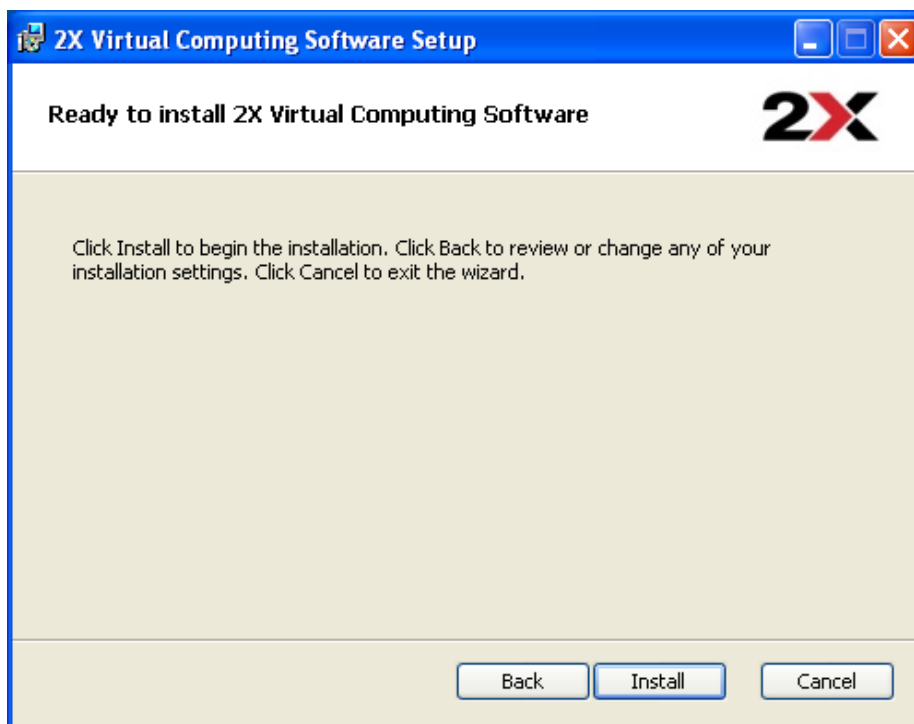 2X Virtual Computing Software Setup
Ready to install 2X Virtual Computing Software
2X
Click Install to begin the installation. Click Back to review or change any of your
installation settings. Click Cancel to exit the wizard.
Back Install Cancel